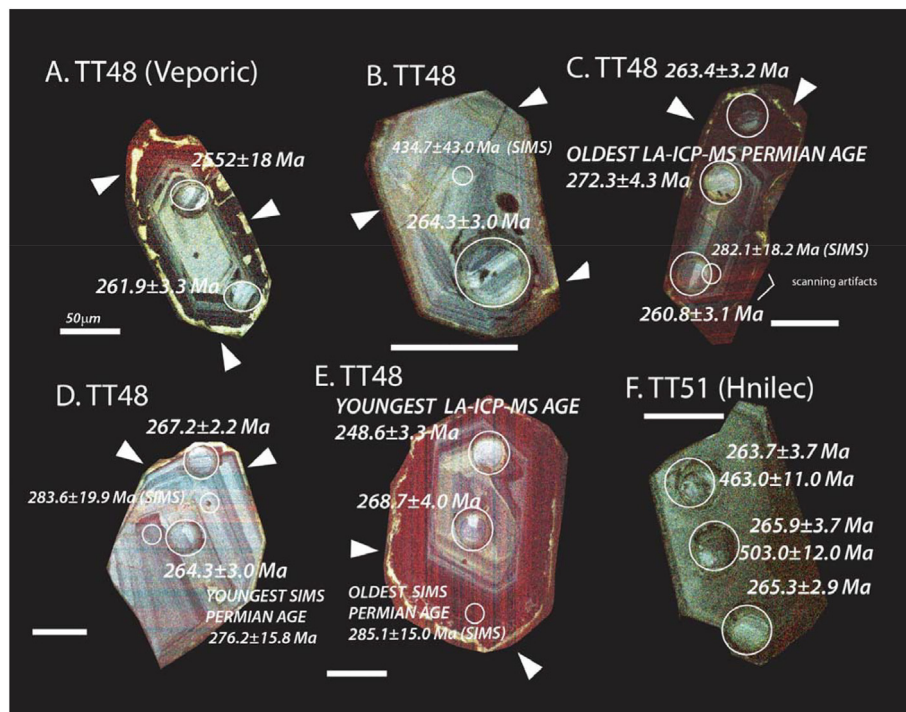 A. TT48 (Veporic)
2552±18 Ma
261.9±3.3 Ma
50μm
B. TT48
434.7±43.0 Ma (SIMS)
264.3±3.0 Ma
C. TT48
263.4±3.2 Ma
OLDEST LA-ICP-MS PERMIAN AGE
272.3±4.3 Ma
282.1±18.2 Ma (SIMS)
scanning artifacts
260.8±3.1 Ma
D. TT48
267.2±2.2 Ma
283.6±19.9 Ma (SIMS)
264.3±3.0 Ma
YOUNGEST SIMS
PERMIAN AGE
276.2±15.8 Ma
E. TT48
YOUNGEST LA-ICP-MS AGE
248.6±3.3 Ma
268.7±4.0 Ma
OLDEST SIMS
PERMIAN AGE
285.1±15.0 Ma (SIMS)
F. TT51 (Hnilec)
263.7±3.7 Ma
463.0±11.0 Ma
265.9±3.7 Ma
503.0±12.0 Ma
265.3±2.9 Ma